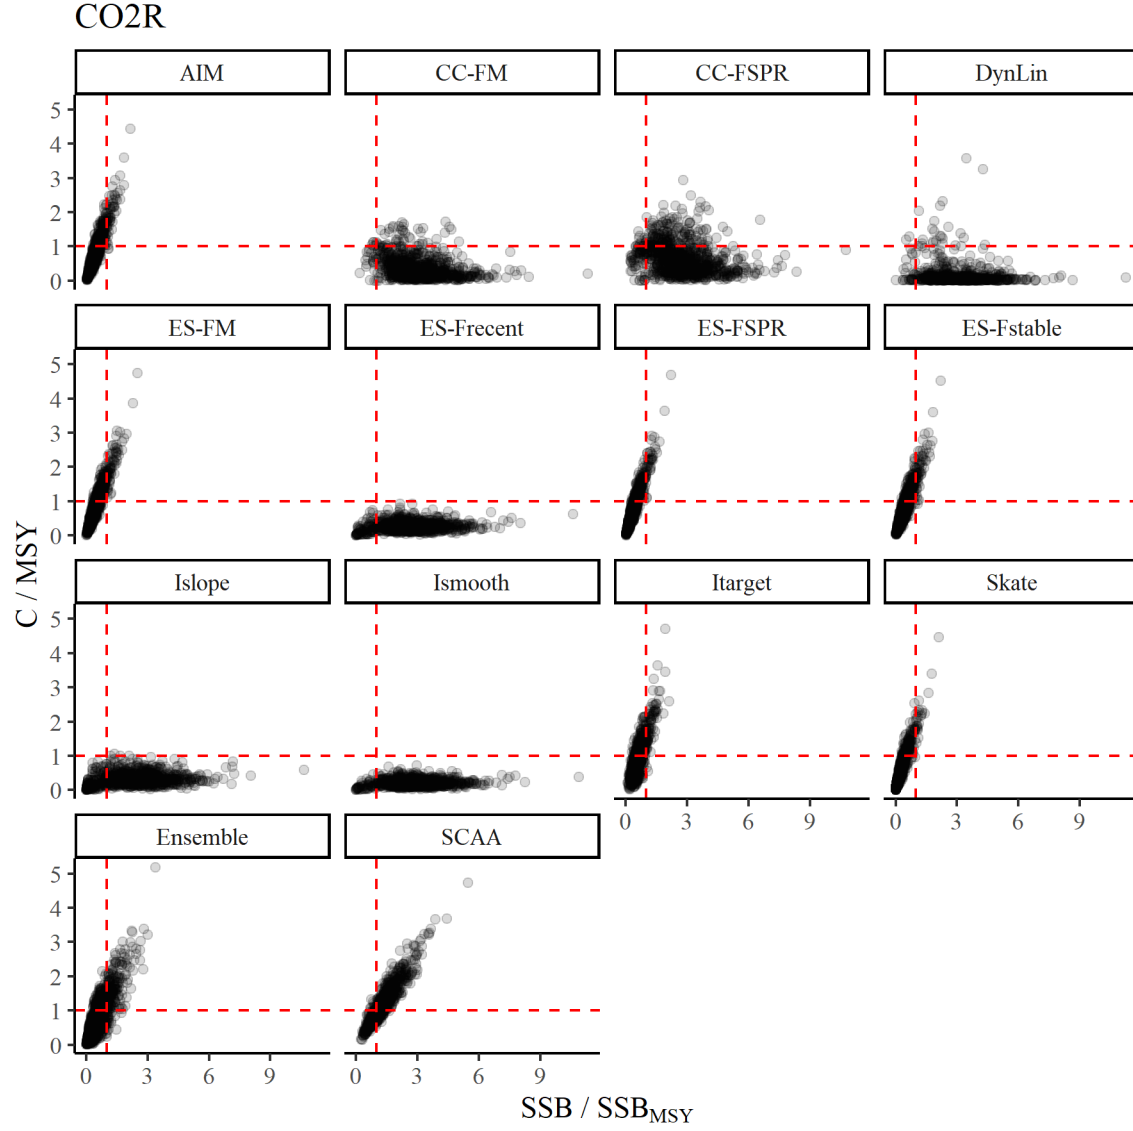 CO2R
AIM CC-FM CC-FSPR DynLin
5
4
3
2
1
0
ES-FM ES-Frecent ES-FSPR ES-Fstable
5
4
3
2
1
0
C / MSY
Islope Ismooth Itarget Skate
5
4
3
2
1
0
0 3 6 9 0 3 6 9
Ensemble SCAA
5
4
3
2
1
0
0 3 6 9 0 3 6 9
SSB / SSBMSY